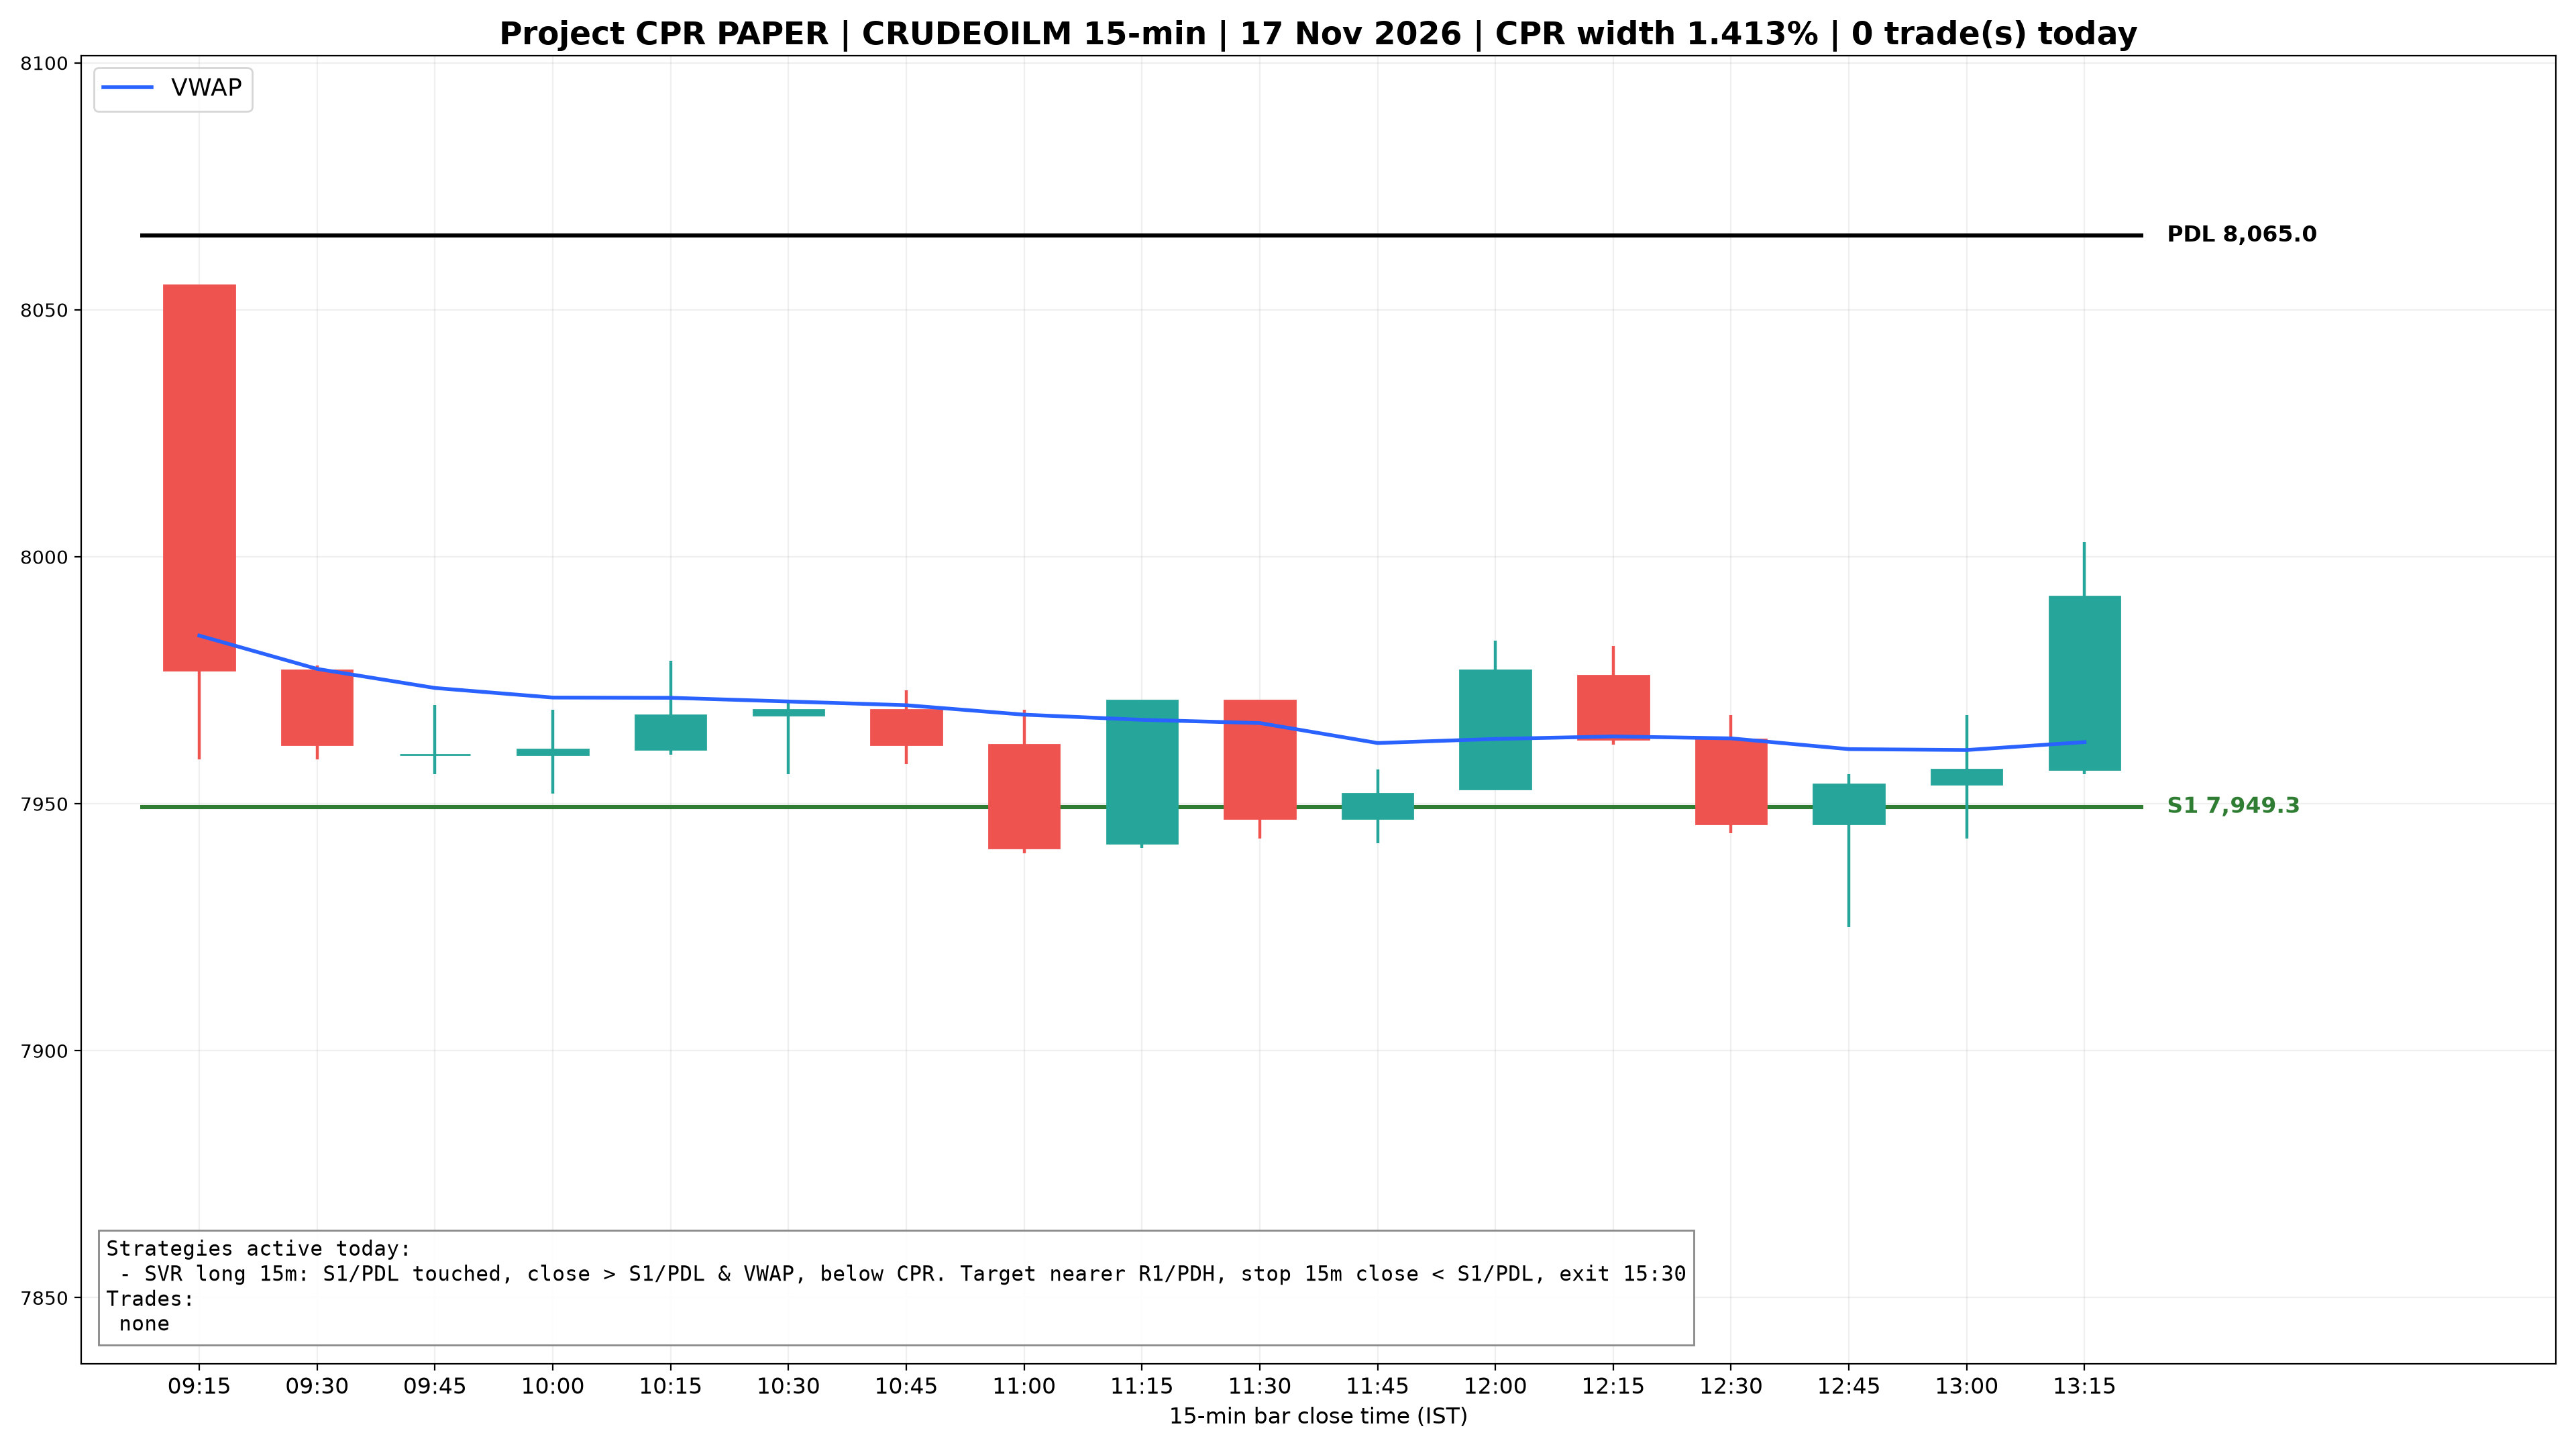 Project CPR PAPER | CRUDEOILM 15-min | 17 Nov 2026 | CPR width 1.413% | 0 trade(s) today
VWAP
8100
8050
8000
7950
7900
7850
PDL 8,065.0
S1 7,949.3
Strategies active today:
- SVR long 15m: S1/PDL touched, close > S1/PDL & VWAP, below CPR. Target nearer R1/PDH, stop 15m close < S1/PDL, exit 15:30
Trades:
none
09:15 09:30 09:45 10:00 10:15 10:30 10:45 11:00 11:15 11:30 11:45 12:00 12:15 12:30 12:45 13:00 13:15
15-min bar close time (IST)